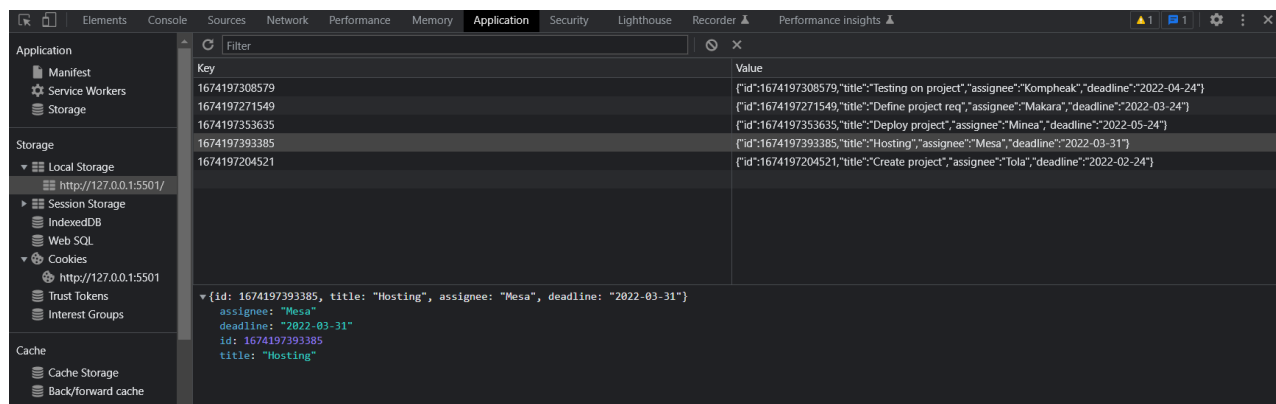 Elements Console Sources Network Performance Memory Application Security Lighthouse Recorder Performance insights 1 1
Application
Manifest
Service Workers
Storage
Storage
Local Storage
http://127.0.0.1:5501/
Session Storage
IndexedDB
Web SQL
Cookies
http://127.0.0.1:5501
Trust Tokens
Interest Groups
Cache
Cache Storage
Back/forward cache
Filter
Key Value
1674197308579 {"id":1674197308579,"title":"Testing on project","assignee":"Kompheak","deadline":"2022-04-24"}
1674197271549 {"id":1674197271549,"title":"Define project req","assignee":"Makara","deadline":"2022-03-24"}
1674197353635 {"id":1674197353635,"title":"Deploy project","assignee":"Minea","deadline":"2022-05-24"}
1674197393385 {"id":1674197393385,"title":"Hosting","assignee":"Mesa","deadline":"2022-03-31"}
1674197204521 {"id":1674197204521,"title":"Create project","assignee":"Tola","deadline":"2022-02-24"}
{id: 1674197393385, title: "Hosting", assignee: "Mesa", deadline: "2022-03-31"}
assignee: "Mesa"
deadline: "2022-03-31"
id: 1674197393385
title: "Hosting"